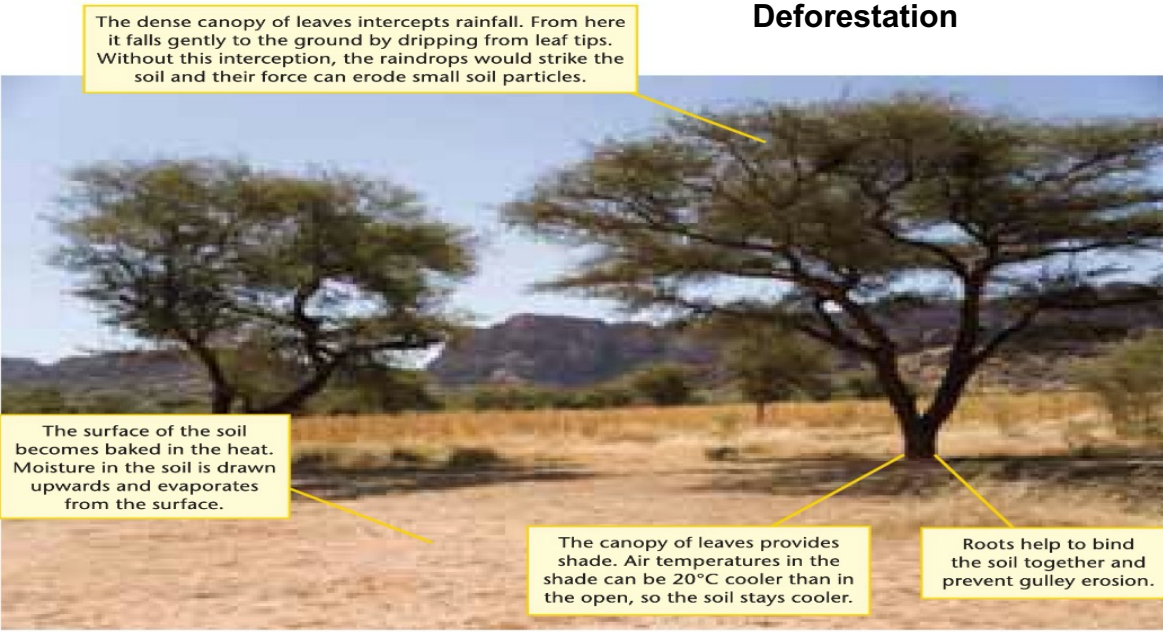 Deforestation
The dense canopy of leaves intercepts rainfall. From here
it falls gently to the ground by dripping from leaf tips.
Without this interception, the raindrops would strike the
soil and their force can erode small soil particles.
The surface of the soil
becomes baked in the heat.
Moisture in the soil is drawn
upwards and evaporates
from the surface.
The canopy of leaves provides
shade. Air temperatures in the
shade can be 20°C cooler than in
the open, so the soil stays cooler.
Roots help to bind
the soil together and
prevent gulley erosion.